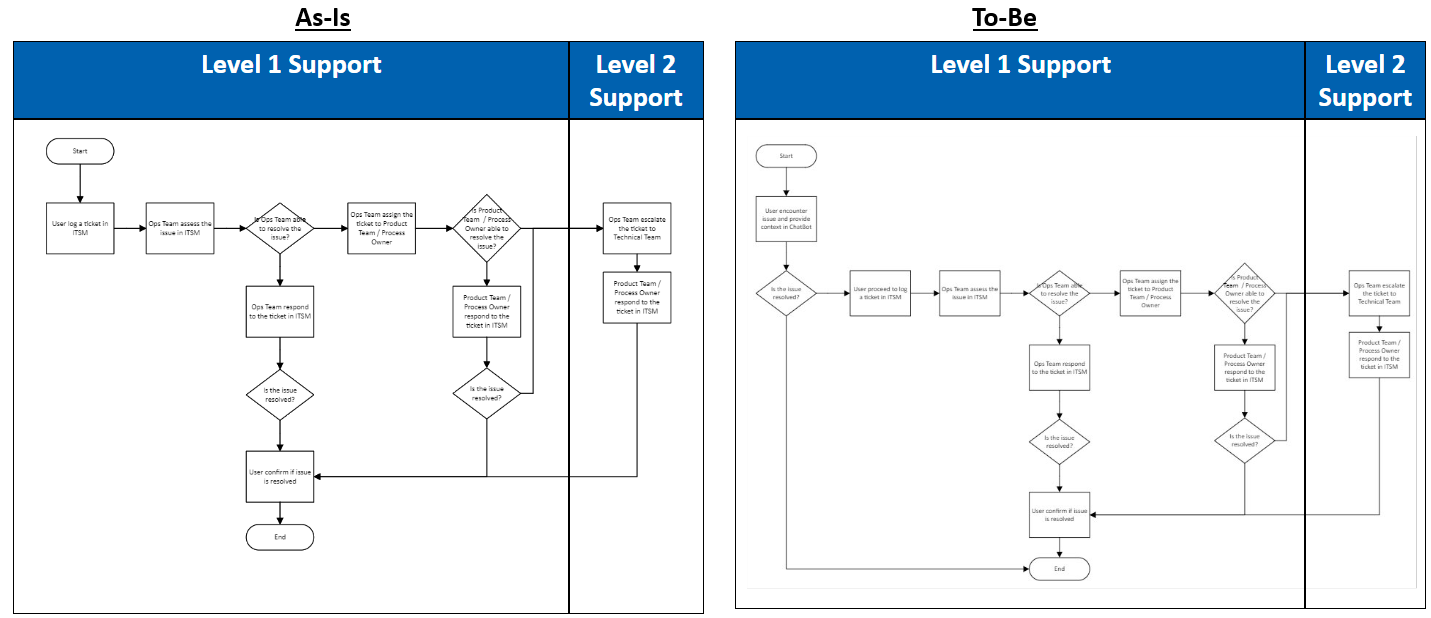 As-Is
Level 1 Support
Level 2
Support
Start
User log a ticket in
ITSM
Ops Team assess the
issue in ITSM
Is Ops Team able
to resolve the
issue?
Ops Team assign the
ticket to Product
Team / Process
Owner
Is Product
Team / Process
Owner able to
resolve the
issue?
Ops Team escalate
the ticket to
Technical Team
Ops Team respond
to the ticket in ITSM
Product Team /
Process Owner
respond to the
ticket in ITSM
Product Team /
Process Owner
respond to the
ticket in ITSM
Is the issue
resolved?
Is the issue
resolved?
User confirm if issue
is resolved
End
To-Be
Level 1 Support
Level 2
Support
Start
User encounter
issue and provide
context in ChatBot
Is the issue
resolved?
User proceed to log
a ticket in ITSM
Ops Team assess the
issue in ITSM
Is Ops Team able
to resolve the
issue?
Ops Team assign the
ticket to Product
Team / Process
Owner
Is Product
Team / Process
Owner able to
resolve the
issue?
Ops Team escalate
the ticket to
Technical Team
Ops Team respond
to the ticket in ITSM
Product Team /
Process Owner
respond to the
ticket in ITSM
Product Team /
Process Owner
respond to the
ticket in ITSM
Is the issue
resolved?
Is the issue
resolved?
User confirm if issue
is resolved
End